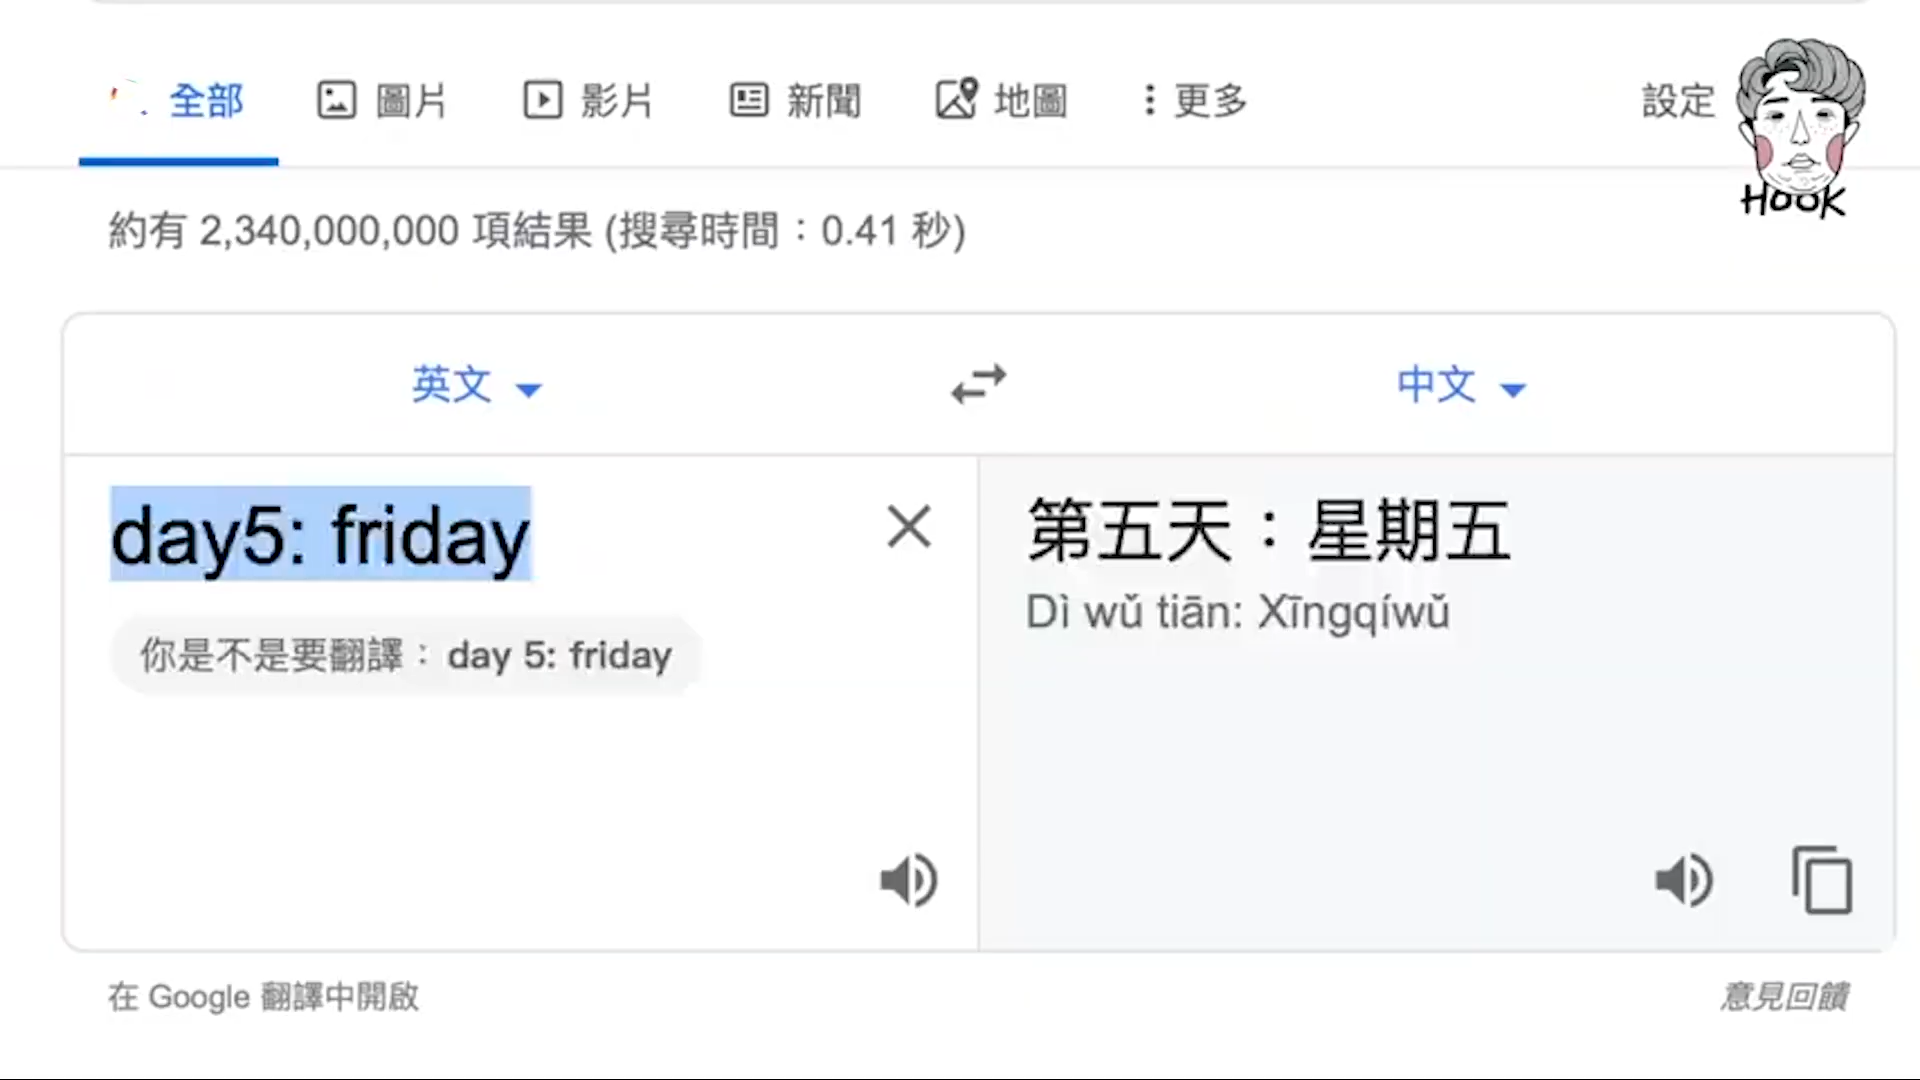 全部 圖片 影片 新聞 地圖 更多 設定
HOOK
約有 2,340,000,000 項結果 (搜尋時間：0.41 秒)
英文 中文
day5: friday
第五天：星期五
Dì wǔ tiān: Xīngqíwǔ
你是不是要翻譯： day 5: friday
在 Google 翻譯中開啟
意見回饋